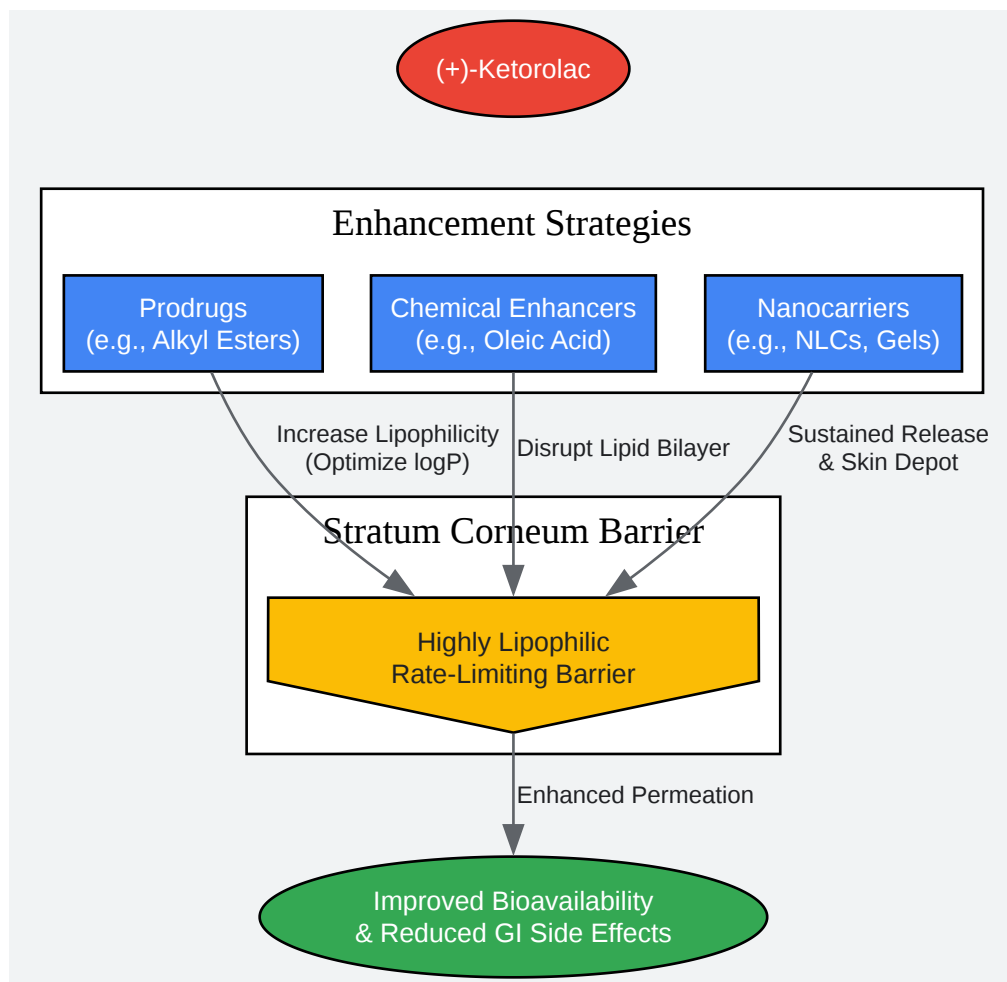 (+)-Ketorolac
Enhancement Strategies
Prodrugs
(e.g., Alkyl Esters)
Chemical Enhancers
(e.g., Oleic Acid)
Nanocarriers
(e.g., NLCs, Gels)
Increase Lipophilicity
(Optimize logP)
Disrupt Lipid Bilayer
Sustained Release
& Skin Depot
Stratum Corneum Barrier
Highly Lipophilic
Rate-Limiting Barrier
Enhanced Permeation
Improved Bioavailability
& Reduced GI Side Effects